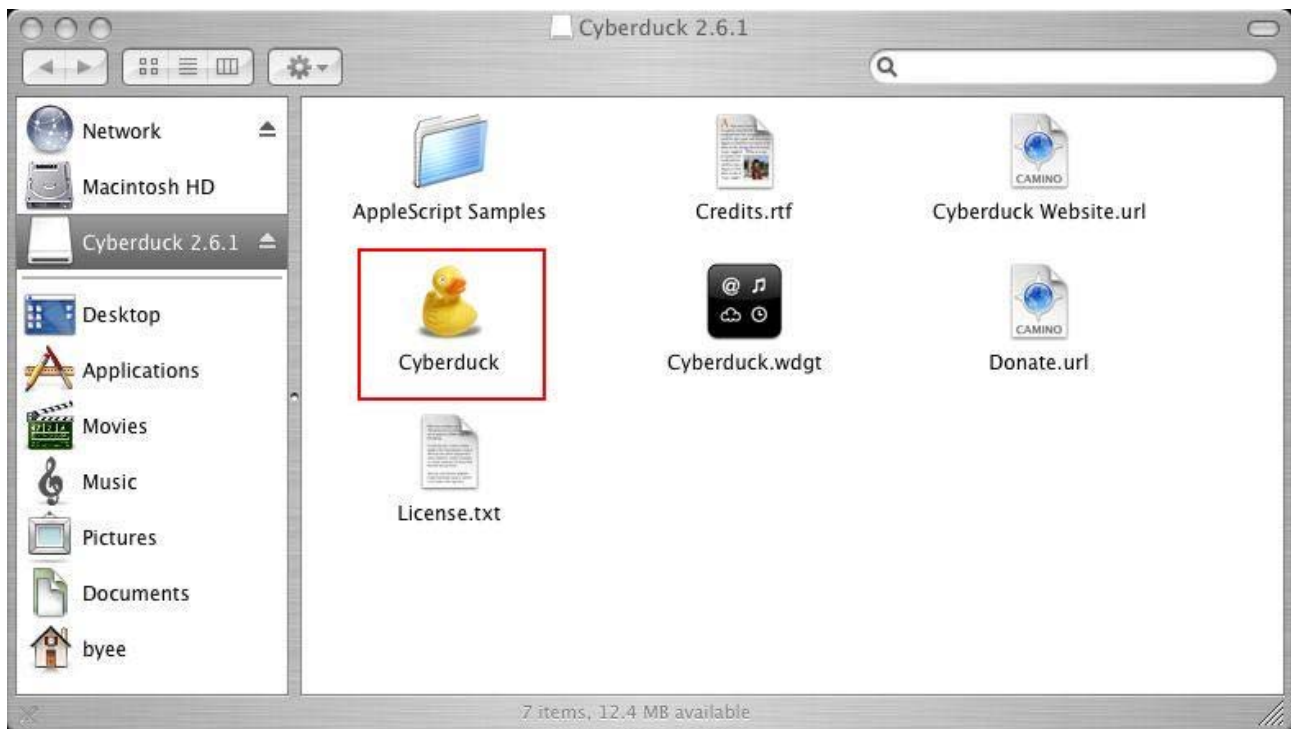 Cyberduck 2.6.1
Network
Macintosh HD
Cyberduck 2.6.1
Desktop
Applications
Movies
Music
Pictures
Documents
byee
AppleScript Samples
Credits.rtf
CAMINO
Cyberduck Website.url
Cyberduck
@
Cyberduck.wdgt
CAMINO
Donate.url
License.txt
7 items, 12.4 MB available